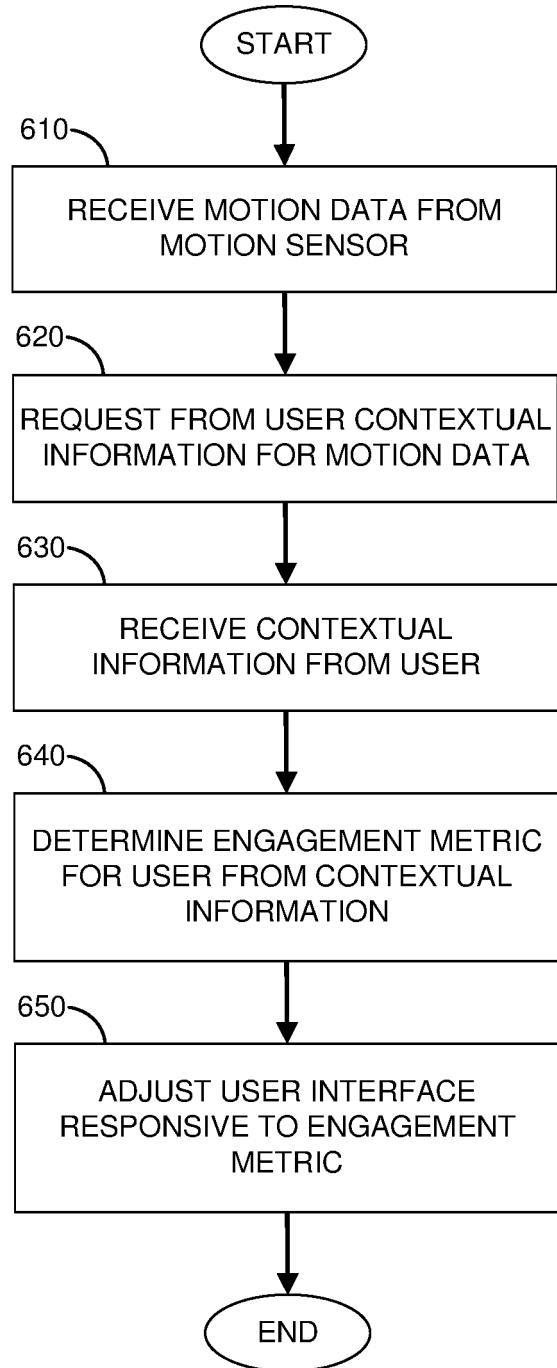 START
610
RECEIVE MOTION DATA FROM
MOTION SENSOR
620
REQUEST FROM USER CONTEXTUAL
INFORMATION FOR MOTION DATA
630
RECEIVE CONTEXTUAL
INFORMATION FROM USER
640
DETERMINE ENGAGEMENT METRIC
FOR USER FROM CONTEXTUAL
INFORMATION
650
ADJUST USER INTERFACE
RESPONSIVE TO ENGAGEMENT
METRIC
END